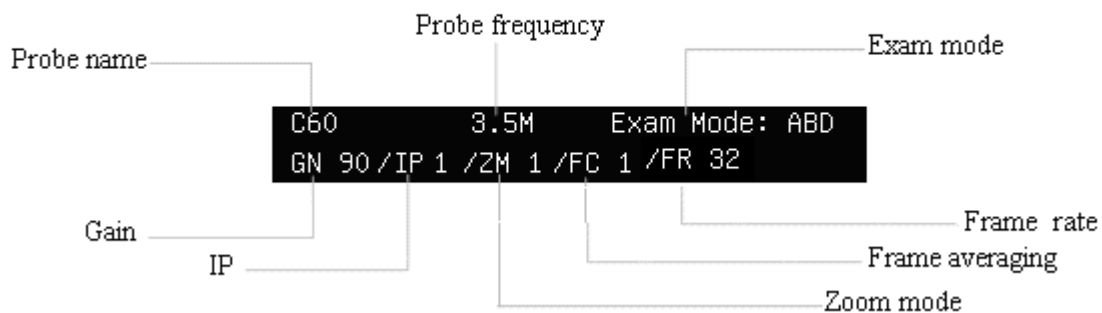 Probe frequency
Exam mode
Probe name
C60 3.5M Exam Mode: ABD
GN 90 /IP 1 /ZM 1 /FC 1 /FR 32
Gain
Frame rate
IP
Frame averaging
Zoom mode